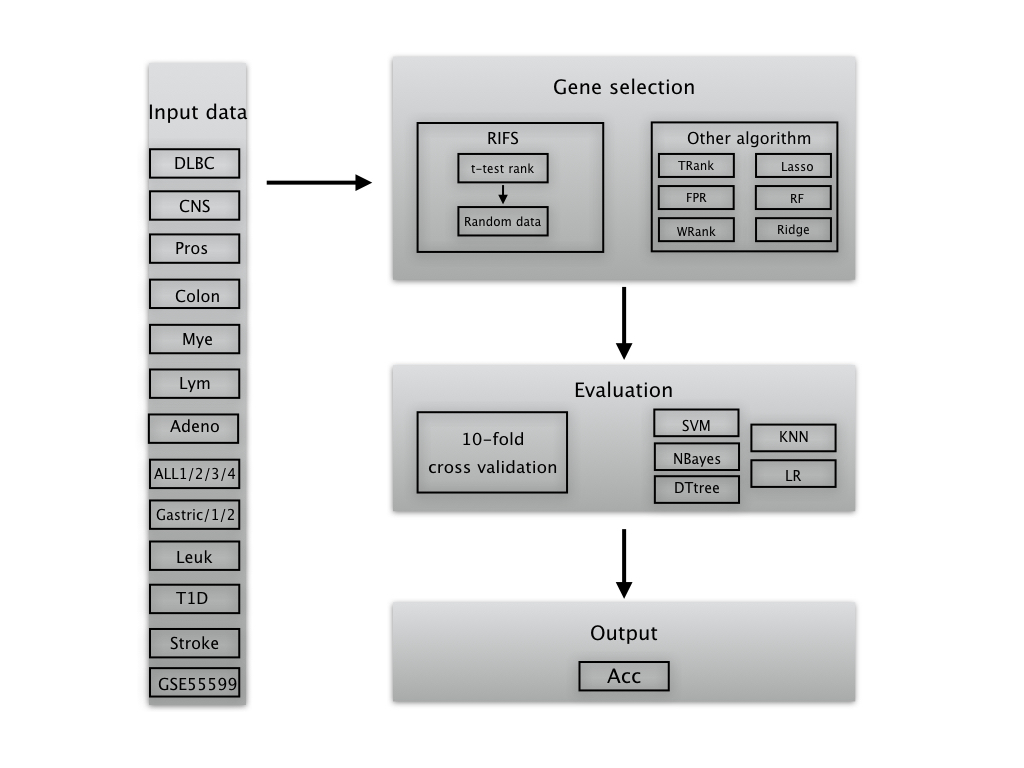 Input data
DLBC
CNS
Pros
Colon
Mye
Lym
Adeno
ALL1/2/3/4
Gastric/1/2
Leuk
T1D
Stroke
GSE55599
Gene selection
RIFS
t-test rank
Random data
Other algorithm
TRank
Lasso
FPR
RF
WRank
Ridge
Evaluation
10-fold
cross validation
SVM
NBayes
DTtree
KNN
LR
Output
Acc